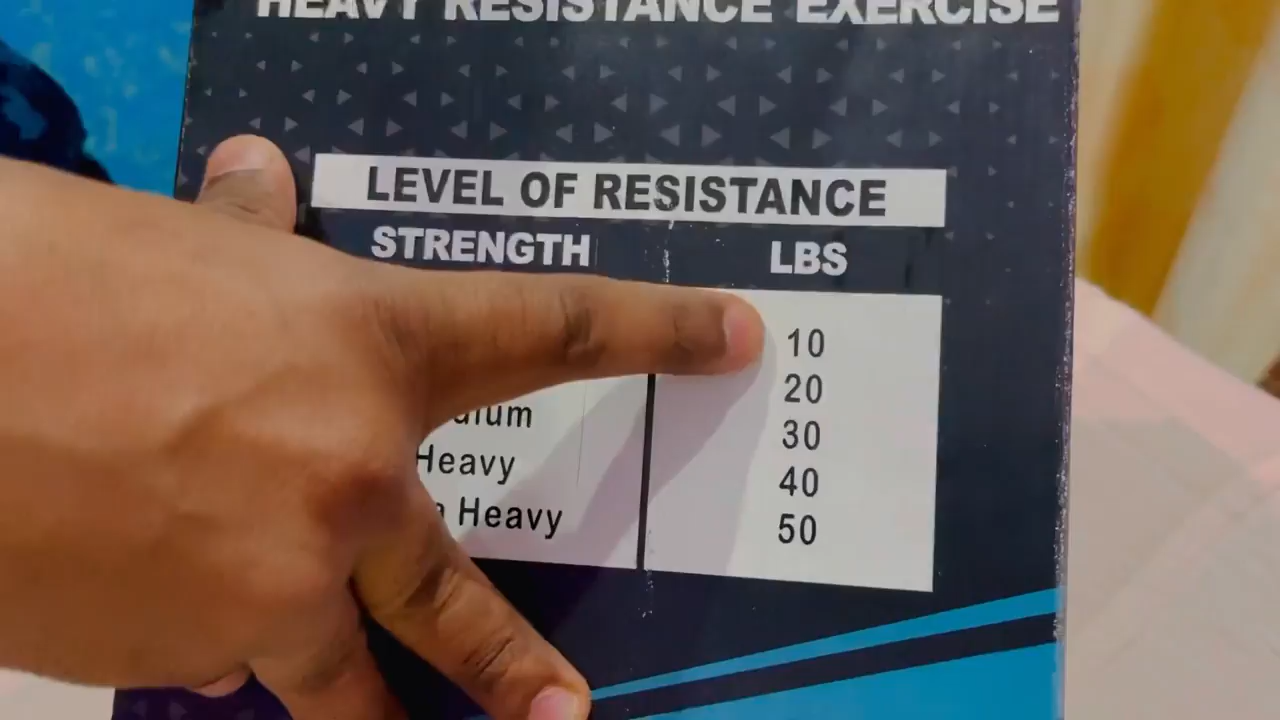 HEAVY RESISTANCE EXERCISE
LEVEL OF RESISTANCE
STRENGTH LBS
10
20
30
Heavy 40
Heavy 50